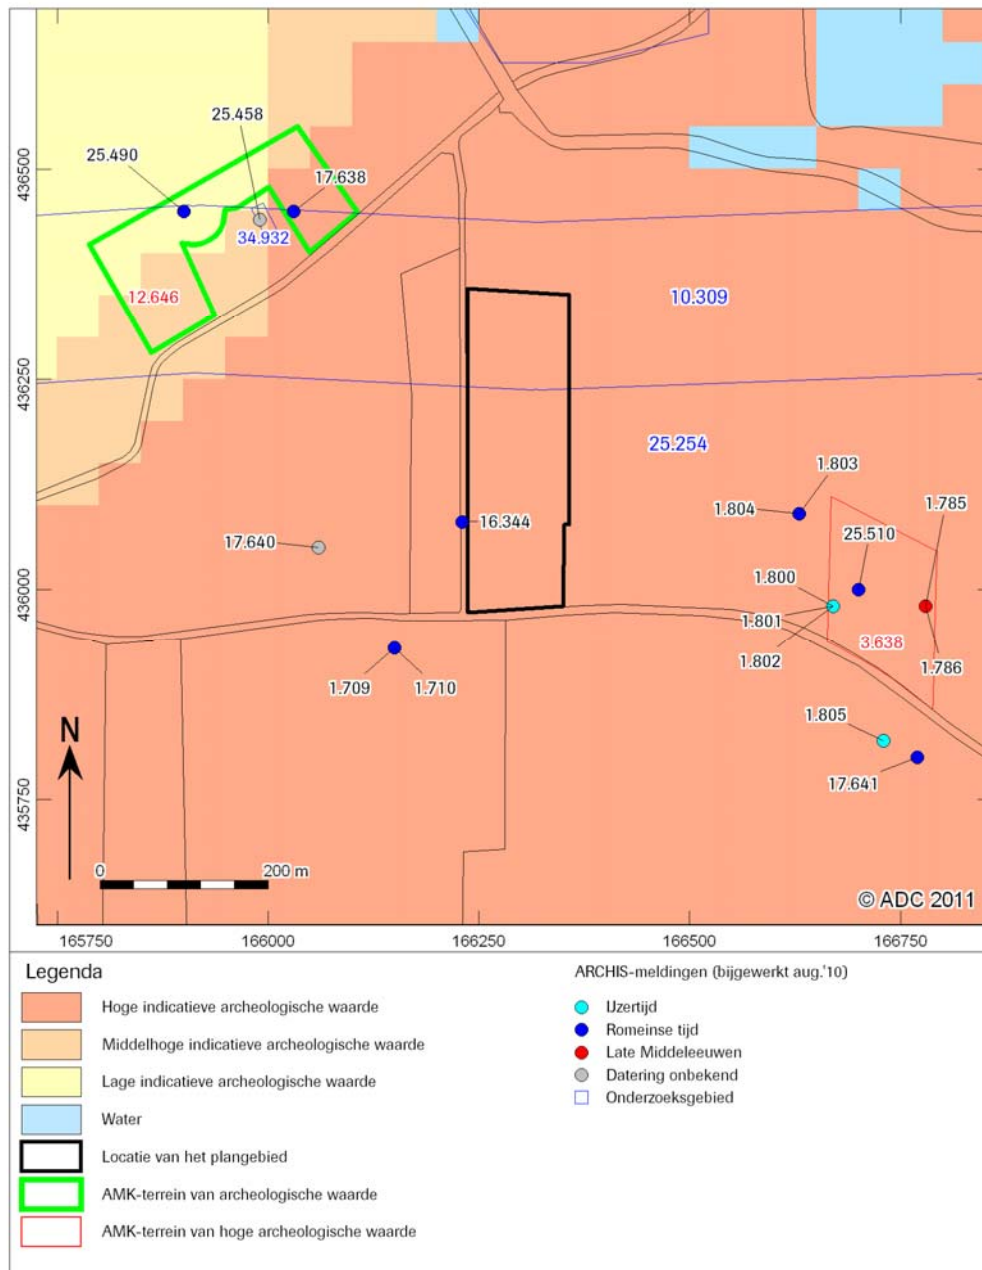 25.458
25.490
17.638
34.932
12.646
10.309
25.254
1.803
1.804
1.785
16.344
25.510
17.640
1.800
1.801
1.802
3.638
1.786
1.709 1.710
1.805
17.641
N
0 200 m
© ADC 2011
436500
436250
436000
435750
165750 166000 166250 166500 166750
Legenda
Hoge indicatieve archeologische waarde
Middelhoge indicatieve archeologische waarde
Lage indicatieve archeologische waarde
Water
Locatie van het plangebied
AMK-terrein van archeologische waarde
AMK-terrein van hoge archeologische waarde
ARCHIS-meldingen (bijgewerkt aug.'10)
IJzertijd
Romeinse tijd
Late Middeleeuwen
Datering onbekend
Onderzoeksgebied